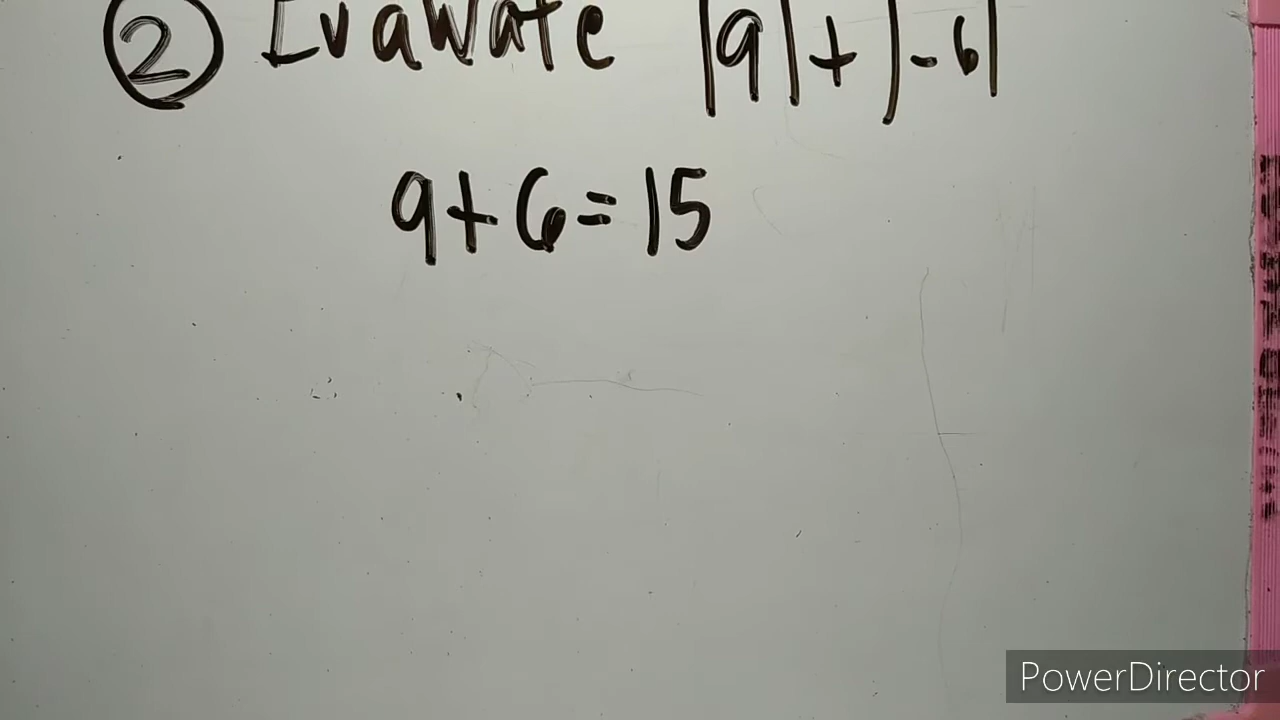 ② Evaluate |9| + |-6|
9 + 6 = 15
PowerDirector